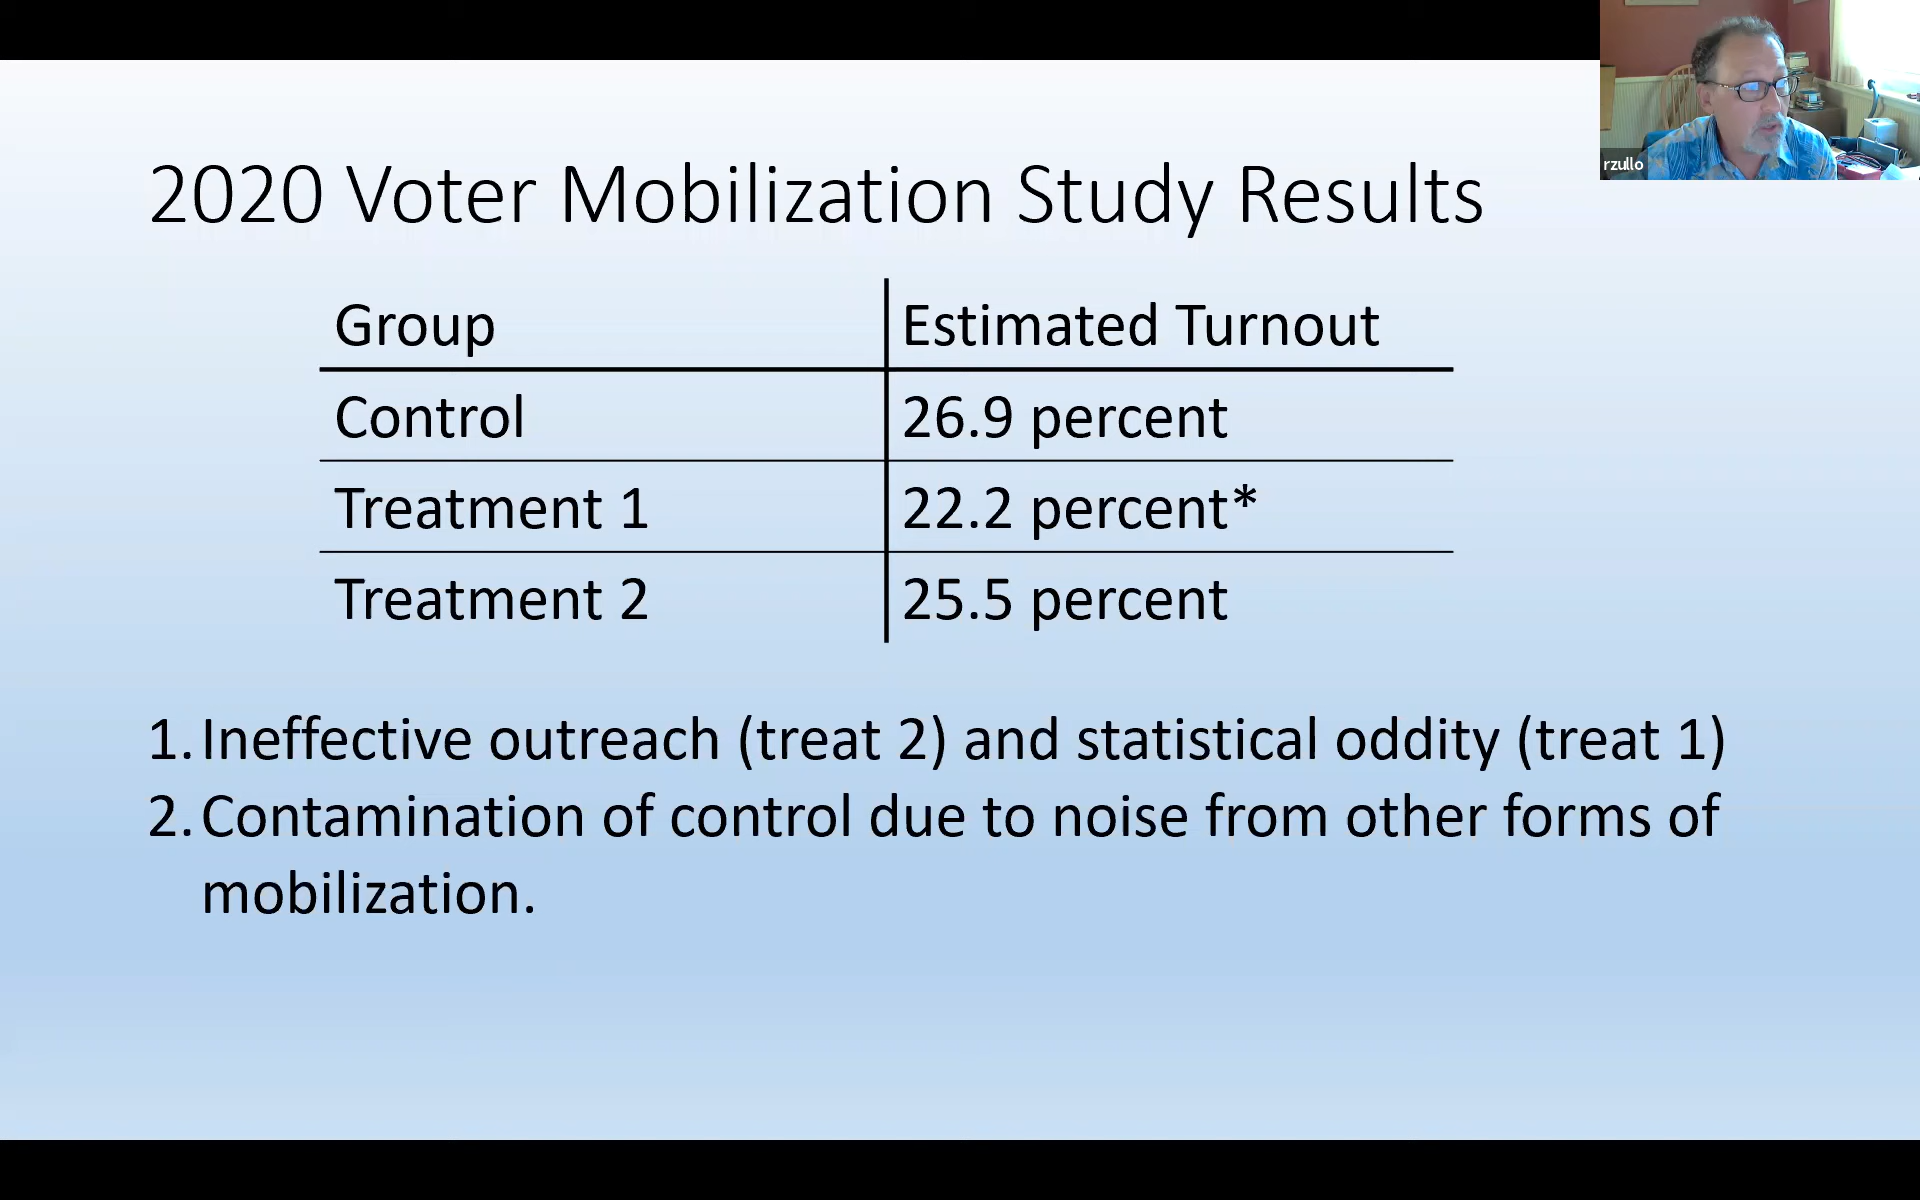 rzullo
2020 Voter Mobilization Study Results
Group Estimated Turnout
Control 26.9 percent
Treatment 1 22.2 percent*
Treatment 2 25.5 percent
1. Ineffective outreach (treat 2) and statistical oddity (treat 1)
2. Contamination of control due to noise from other forms of
mobilization.